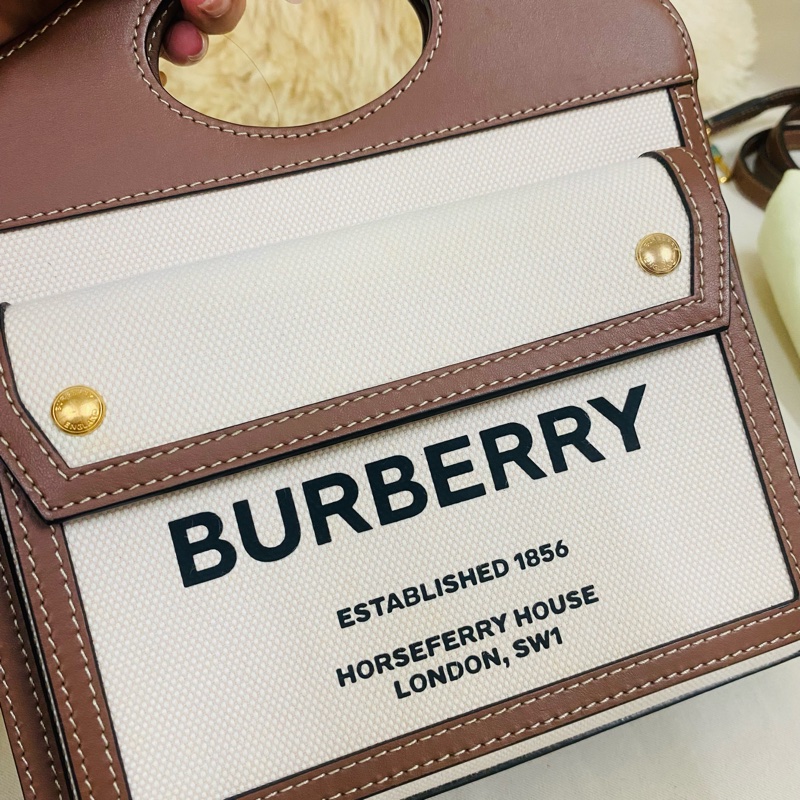 BURBERRY
ESTABLISHED 1856
HORSEFERRY HOUSE
LONDON, SW1